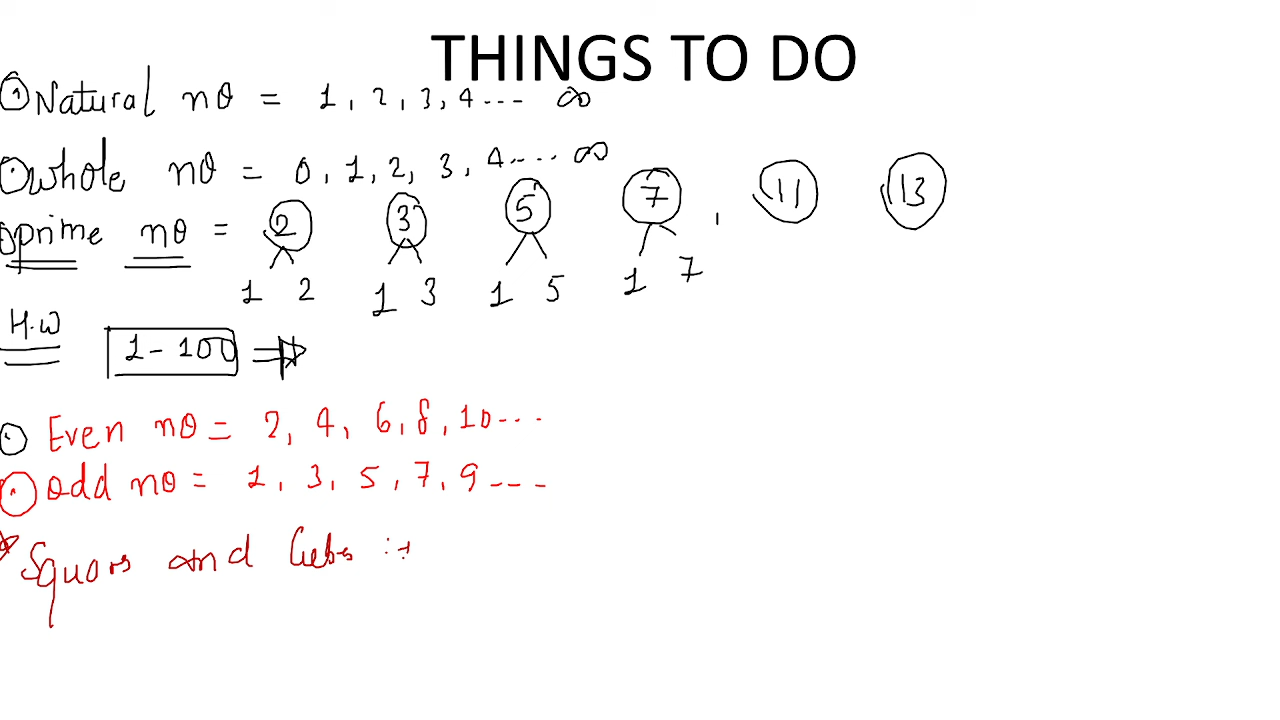 THINGS TO DO
Natural no = 1, 2, 3, 4 --- ∞
whole no = 0, 1, 2, 3, 4 ---- ∞
prime no = 2 3 5 7, 11 13
1 2 1 3 1 5 1 7
H.W 1 - 100 ⇒
Even no = 2, 4, 6, 8, 10 ---
odd no = 1, 3, 5, 7, 9 ---
Squars and Cubs :→